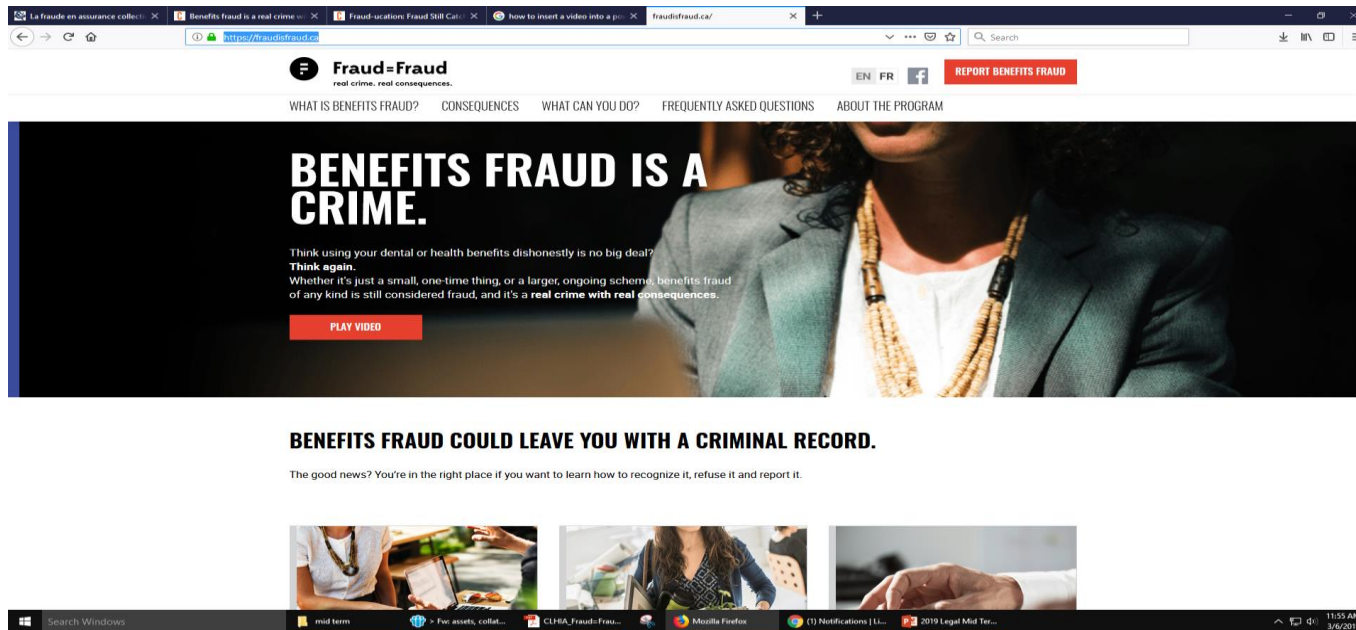 La fraude en assurance collecti
Benefits fraud is a real crime wi
Fraud-ucation: Fraud Still Catc
how to insert a video into a po
fraudisfraud.ca/
https://fraudisfraud.ca
Search
F
Fraud=Fraud
real crime. real consequences.
EN FR
f
REPORT BENEFITS FRAUD
WHAT IS BENEFITS FRAUD? CONSEQUENCES WHAT CAN YOU DO? FREQUENTLY ASKED QUESTIONS ABOUT THE PROGRAM
BENEFITS FRAUD IS A
CRIME.
Think using your dental or health benefits dishonestly is no big deal?
Think again.
Whether it's just a small, one-time thing, or a larger, ongoing scheme, benefits fraud
of any kind is still considered fraud, and it's a real crime with real consequences.
PLAY VIDEO
BENEFITS FRAUD COULD LEAVE YOU WITH A CRIMINAL RECORD.
The good news? You're in the right place if you want to learn how to recognize it, refuse it and report it.
Search Windows
mid term
> Fw: assets, collat...
CLHIA_Fraud=Frau...
Mozilla Firefox
(1) Notifications | Li...
2019 Legal Mid Ter...
11:55 AM
3/6/201